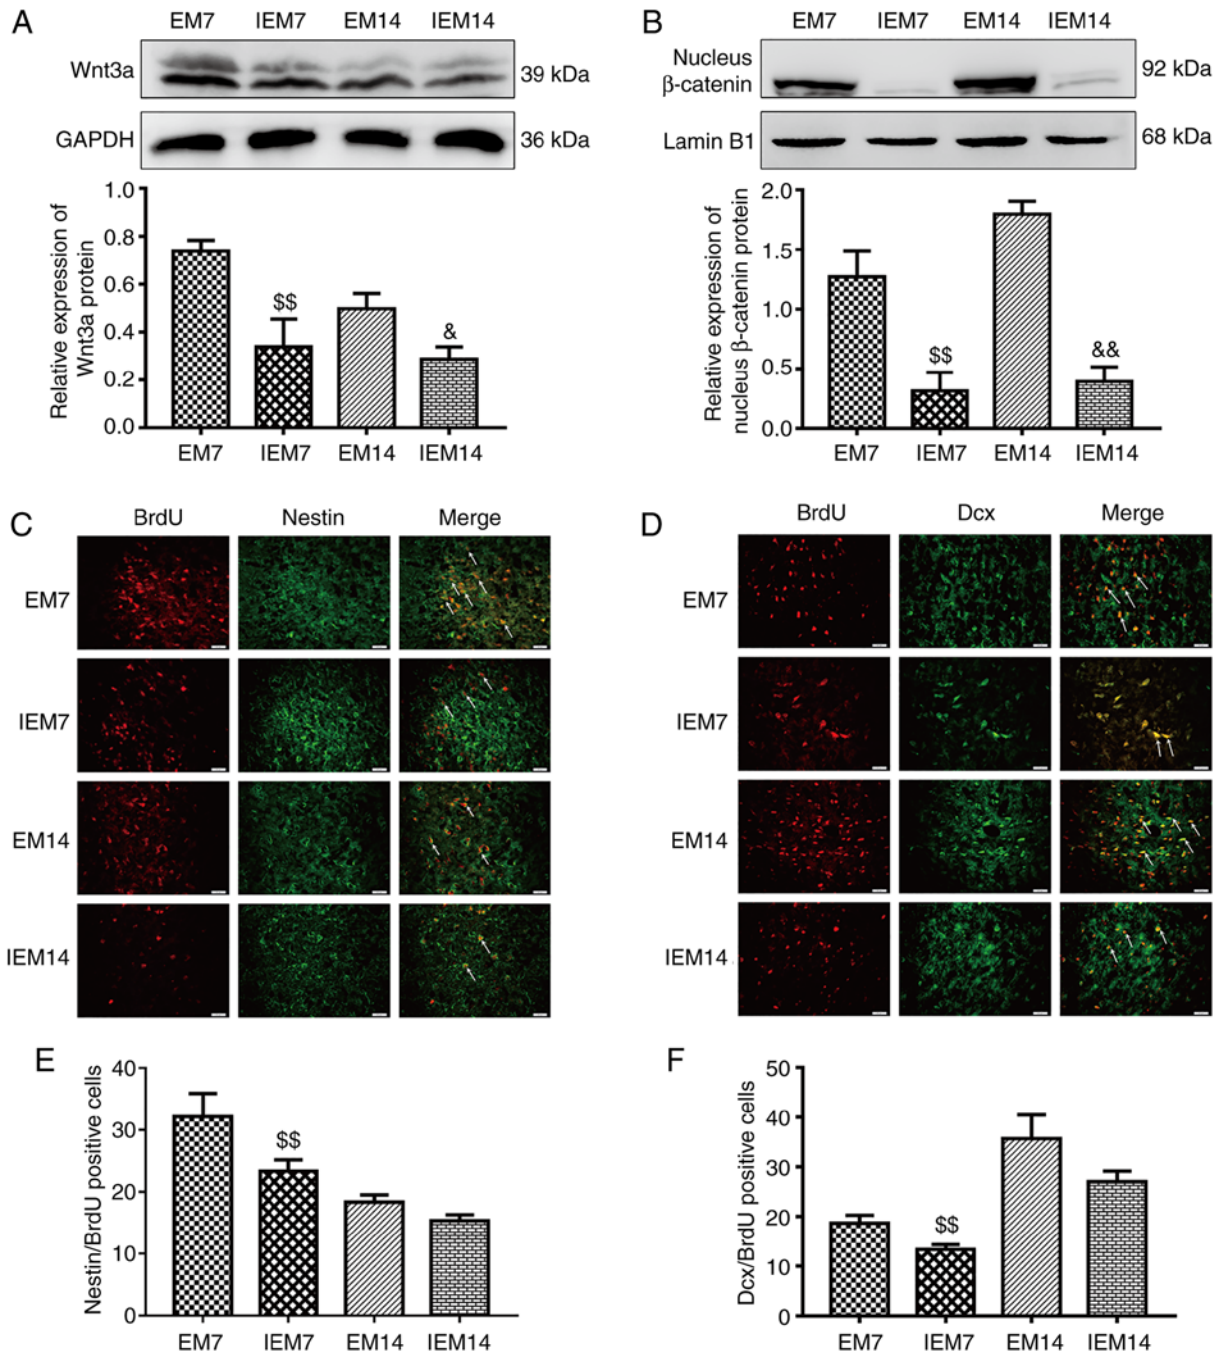 A
EM7 IEM7 EM14 IEM14
Wnt3a
39 kDa
GAPDH
36 kDa
Relative expression of
Wnt3a protein
1.0
0.8
0.6
0.4
0.2
0.0
$$
&
EM7 IEM7 EM14 IEM14
B
EM7 IEM7 EM14 IEM14
Nucleus
β-catenin
92 kDa
Lamin B1
68 kDa
Relative expression of
nucleus β-catenin protein
2.0
1.5
1.0
0.5
0.0
$$
&&
EM7 IEM7 EM14 IEM14
C
BrdU Nestin Merge
EM7
IEM7
EM14
IEM14
D
BrdU Dcx Merge
EM7
IEM7
EM14
IEM14
E
Nestin/BrdU positive cells
40
30
20
10
0
$$
EM7 IEM7 EM14 IEM14
F
Dcx/BrdU positive cells
50
40
30
20
10
0
$$
EM7 IEM7 EM14 IEM14